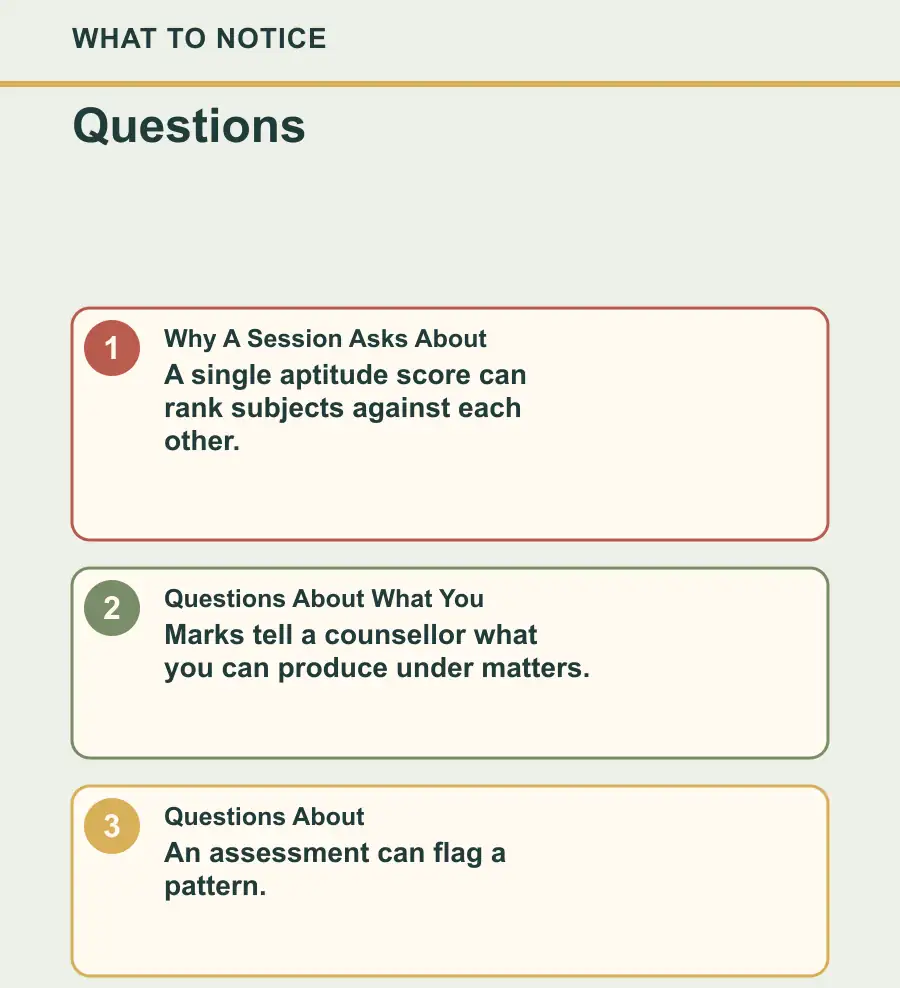 WHAT TO NOTICE
Questions
1
Why A Session Asks About
A single aptitude score can
rank subjects against each
other.
2
Questions About What You
Marks tell a counsellor what
you can produce under matters.
3
Questions About
An assessment can flag a
pattern.